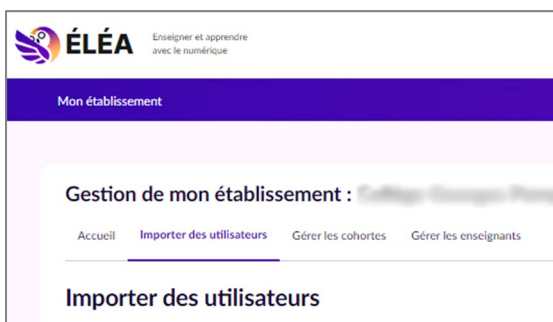 ÉLÉA
Enseigner et apprendre
avec le numérique
Mon établissement
Gestion de mon établissement :
Accueil Importer des utilisateurs Gérer les cohortes Gérer les enseignants
Importer des utilisateurs